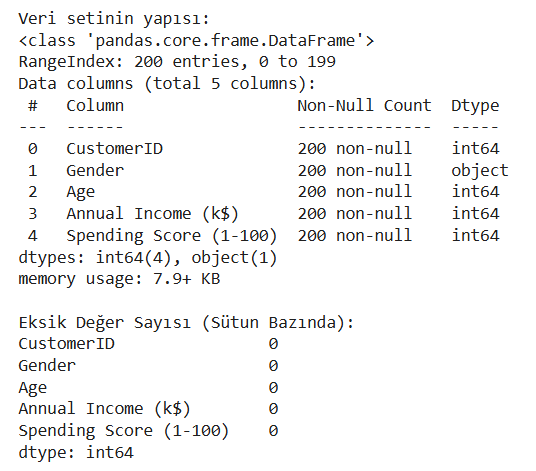 Veri setinin yapısı:
<class 'pandas.core.frame.DataFrame'>
RangeIndex: 200 entries, 0 to 199
Data columns (total 5 columns):
 #   Column                  Non-Null Count  Dtype
---  ------                  --------------  -----
 0   CustomerID              200 non-null    int64
 1   Gender                  200 non-null    object
 2   Age                     200 non-null    int64
 3   Annual Income (k$)      200 non-null    int64
 4   Spending Score (1-100)  200 non-null    int64
dtypes: int64(4), object(1)
memory usage: 7.9+ KB

Eksik Değer Sayısı (Sütun Bazında):
CustomerID                0
Gender                    0
Age                       0
Annual Income (k$)        0
Spending Score (1-100)    0
dtype: int64